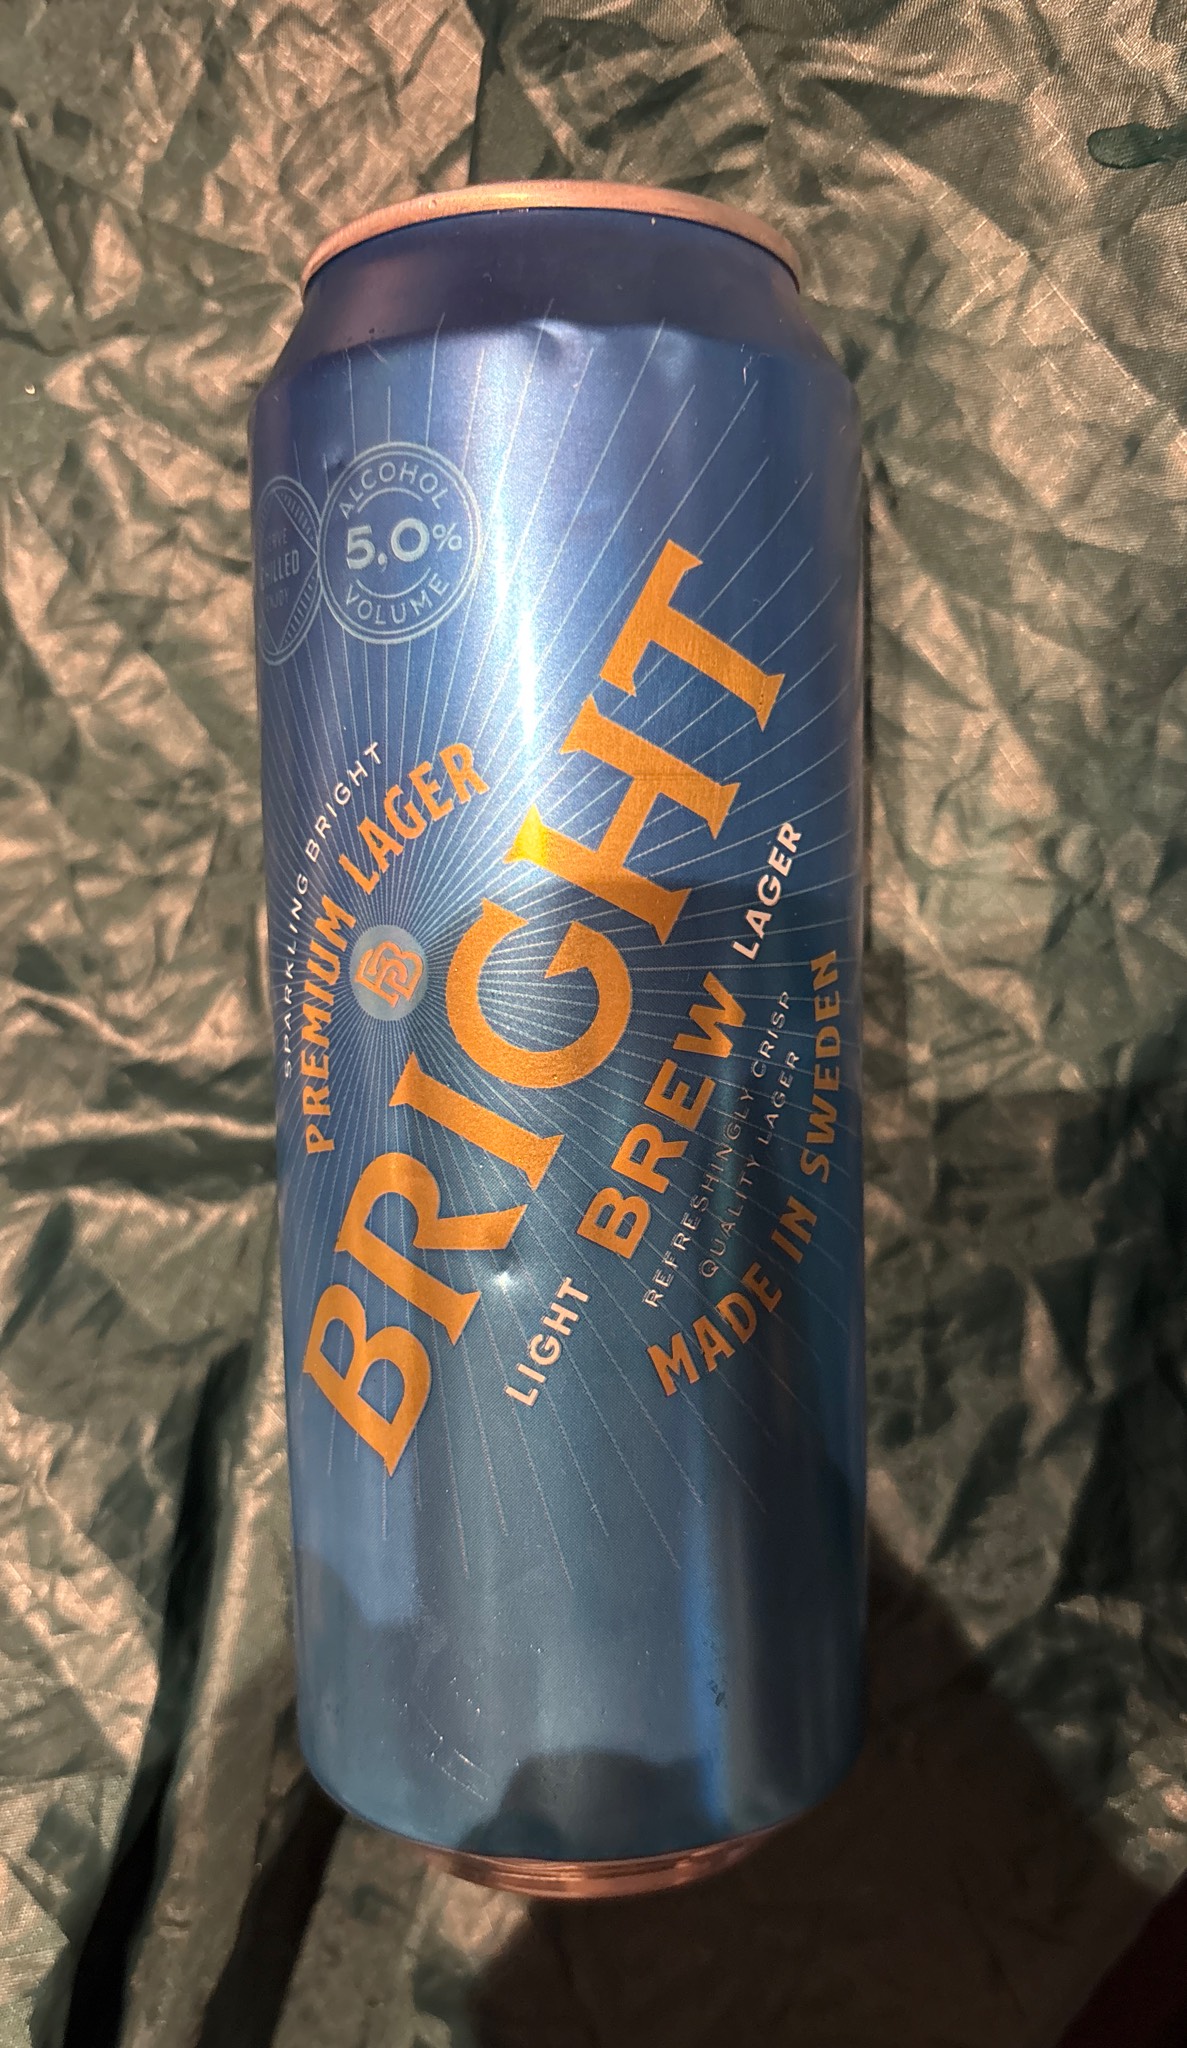 ALCOHOL
5,0%
VOLUME
SPARKLING BRIGHT
PREMIUM LAGER
BB
BRIGHT
LIGHT BREW LAGER
REFRESHINGLY CRISP
QUALITY LAGER
MADE IN SWEDEN